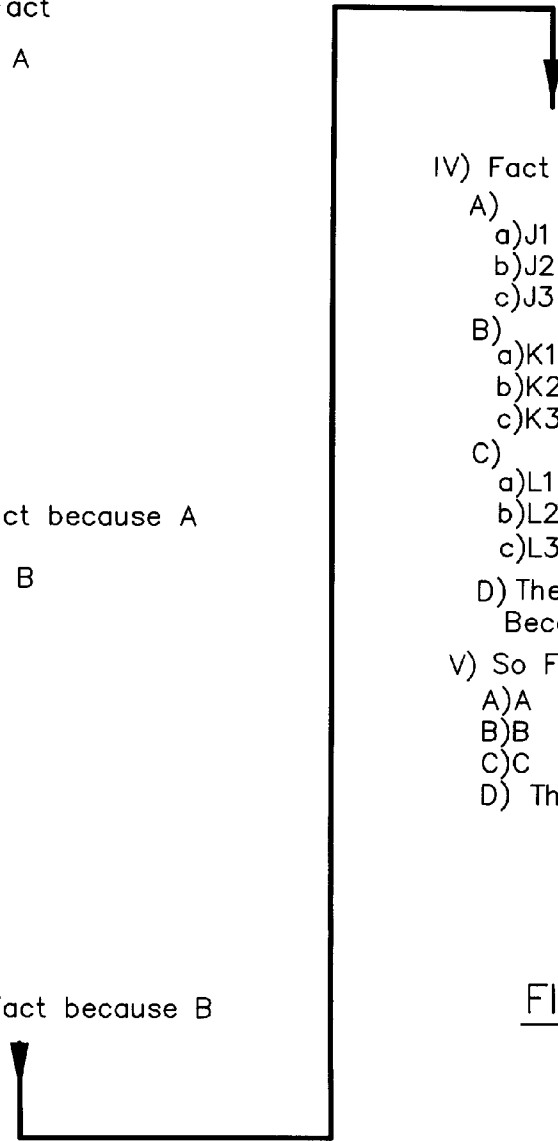 act
A
ct because A
B
Fact because B
IV) Fact
A)
a)J1
b)J2
c)J3
B)
a)K1
b)K2
c)K3
C)
a)L1
b)L2
c)L3
D) The
Beca
V) So F
A)A
B)B
C)C
D) Th
FI